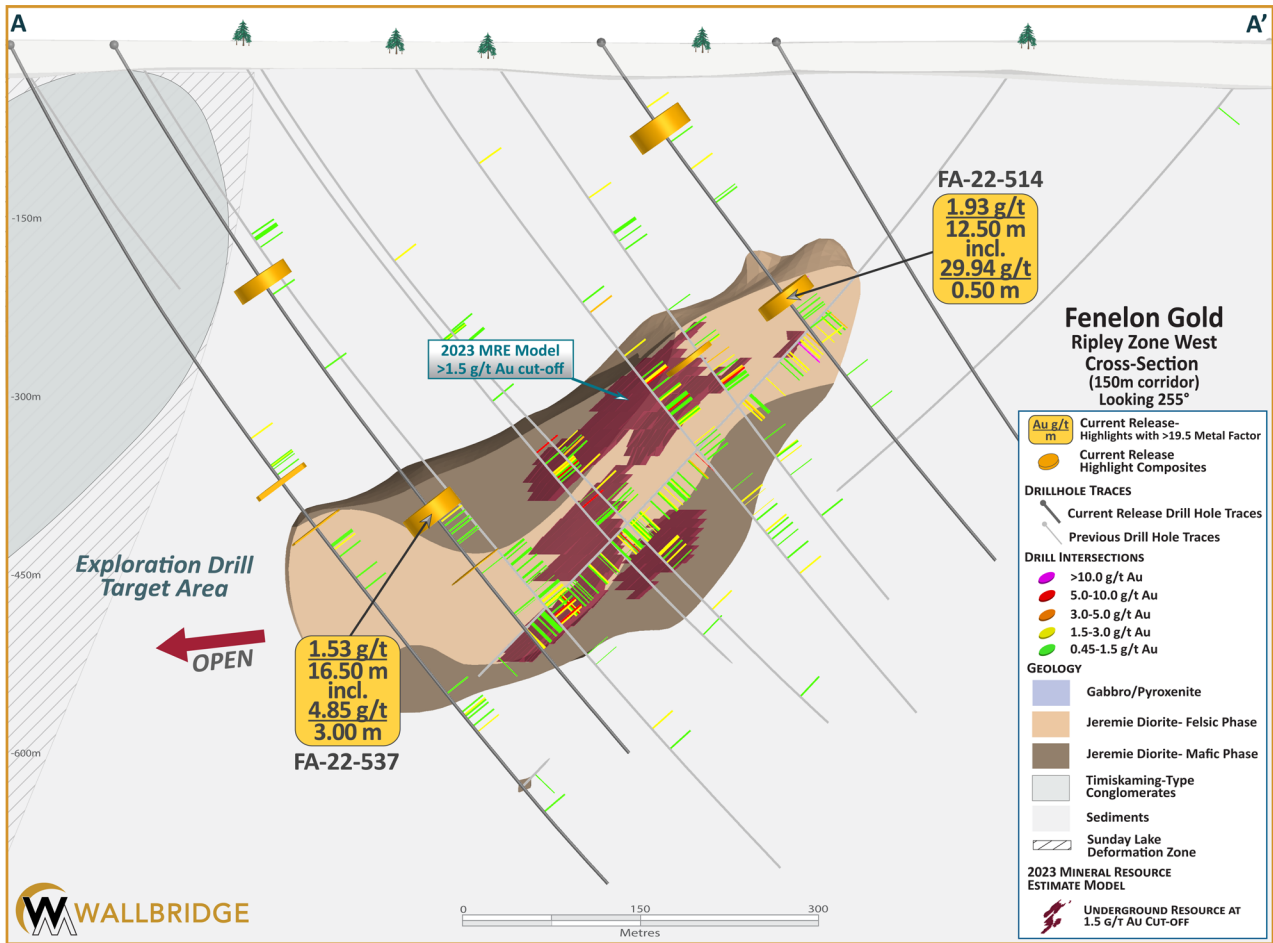 A
A'
-150m
-300m
-450m
-600m
FA-22-514
1.93 g/t
12.50 m
incl.
29.94 g/t
0.50 m
2023 MRE Model
>1.5 g/t Au cut-off
Exploration Drill
Target Area
OPEN
1.53 g/t
16.50 m
incl.
4.85 g/t
3.00 m
FA-22-537
Fenelon Gold
Ripley Zone West
Cross-Section
(150m corridor)
Looking 255°
Au g/t
m
Current Release-
Highlights with >19.5 Metal Factor
Current Release
Highlight Composites
Drillhole Traces
Current Release Drill Hole Traces
Previous Drill Hole Traces
Drill Intersections
>10.0 g/t Au
5.0-10.0 g/t Au
3.0-5.0 g/t Au
1.5-3.0 g/t Au
0.45-1.5 g/t Au
Geology
Gabbro/Pyroxenite
Jeremie Diorite- Felsic Phase
Jeremie Diorite- Mafic Phase
Timiskaming-Type
Conglomerates
Sediments
Sunday Lake
Deformation Zone
2023 Mineral Resource
Estimate Model
Underground Resource at
1.5 g/t Au Cut-off
WALLBRIDGE
0
150
300
Metres